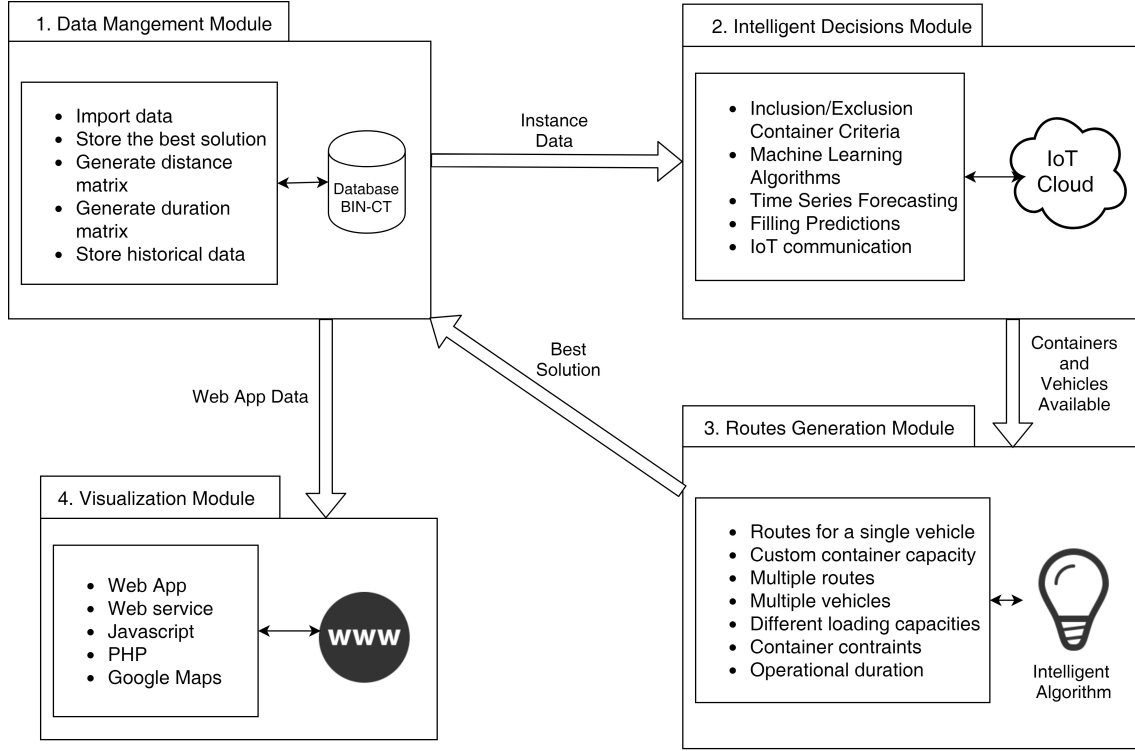 1. Data Mangement Module
Import data
Store the best solution
Generate distance
matrix
Generate duration
matrix
Store historical data
Database
BIN-CT
Instance
Data
2. Intelligent Decisions Module
Inclusion/Exclusion
Container Criteria
Machine Learning
Algorithms
Time Series Forecasting
Filling Predictions
IoT communication
IoT
Cloud
Containers
and
Vehicles
Available
Best
Solution
Web App Data
3. Routes Generation Module
Routes for a single vehicle
Custom container capacity
Multiple routes
Multiple vehicles
Different loading capacities
Container contraints
Operational duration
Intelligent
Algorithm
4. Visualization Module
Web App
Web service
Javascript
PHP
Google Maps
www